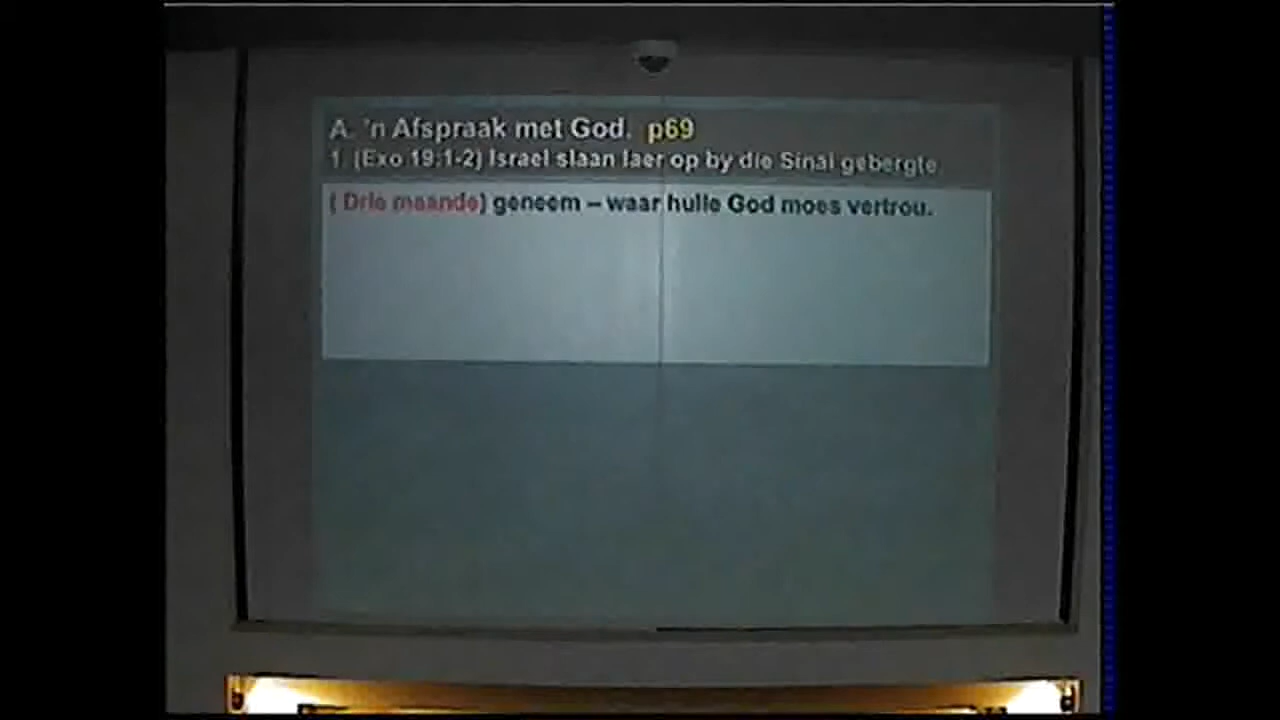 A. 'n Afspraak met God. p69
1. (Exo 19:1-2) Israel slaan laer op by die Sinai gebergte
( Drie maande) geneem – waar hulle God moes vertrou.